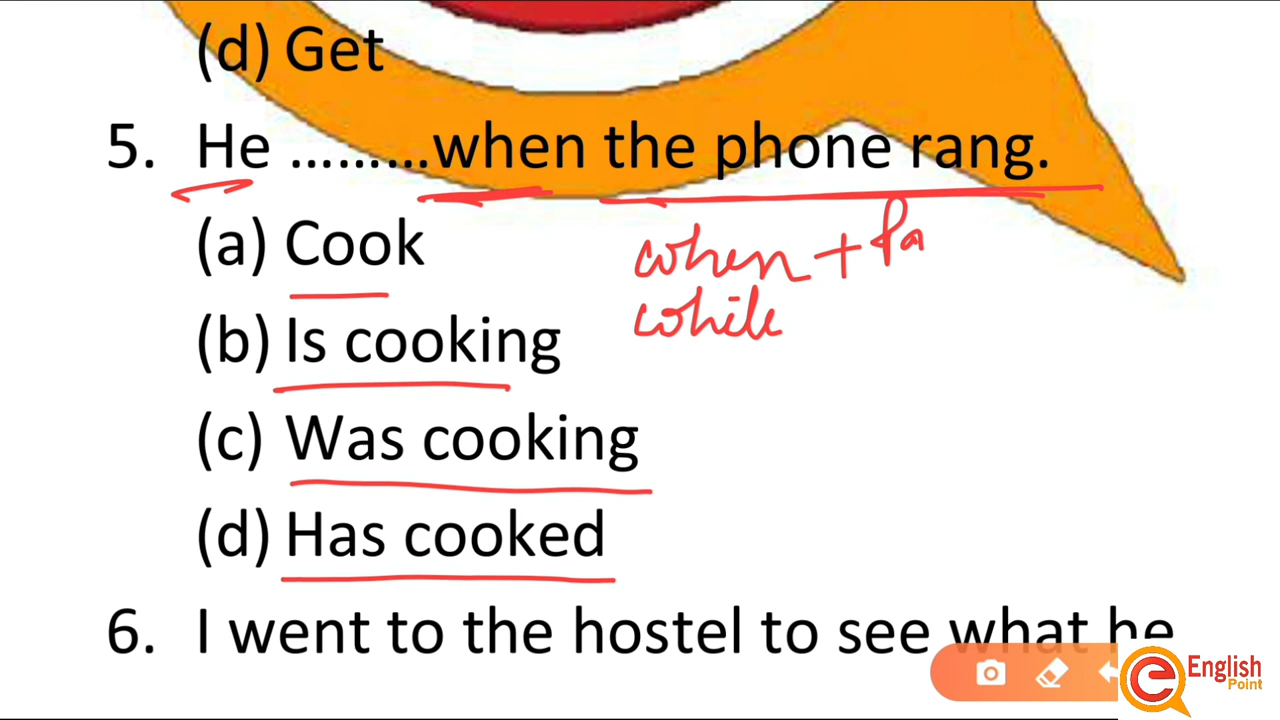 (d) Get
5. He ………when the phone rang.
(a) Cook
when + Pa
(b) Is cooking
while
(c) Was cooking
(d) Has cooked
6. I went to the hostel to see what he
English
Point